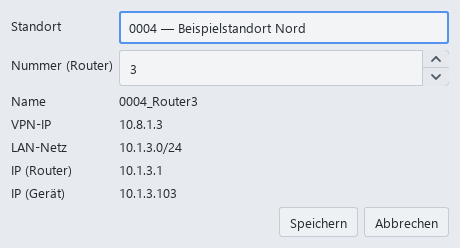 Standort 0004 — Beispielstandort Nord
Nummer (Router) 3
Name 0004_Router3
VPN-IP 10.8.1.3
LAN-Netz 10.1.3.0/24
IP (Router) 10.1.3.1
IP (Gerät) 10.1.3.103
Speichern Abbrechen